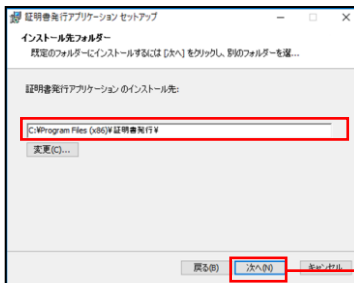 証明書発行アプリケーション セットアップ
インストール先フォルダー
既定のフォルダーにインストールするには [次へ] をクリックし、別のフォルダーを選...
証明書発行アプリケーション のインストール先:
C:¥Program Files (x86)¥証明書発行¥
変更(C)...
戻る(B) 次へ(N) キャンセル